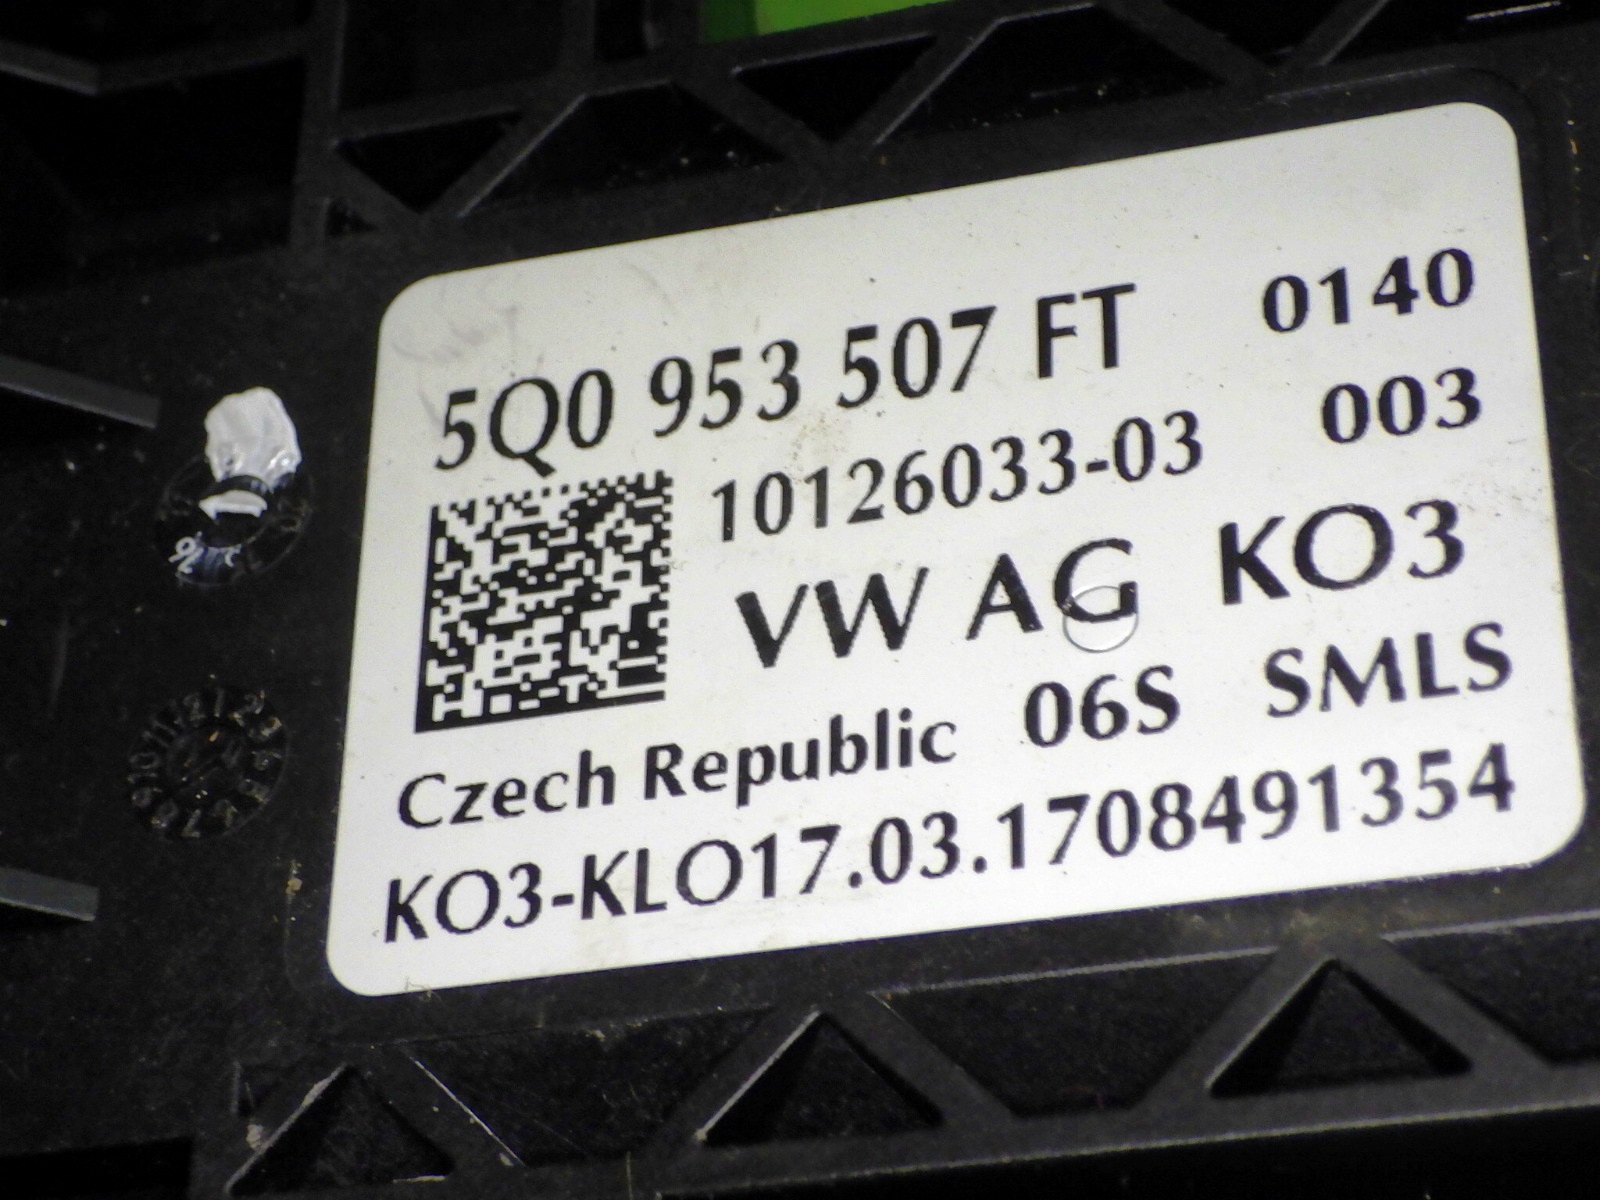 5Q0 953 507 FT 0140
10126033-03 003
VW AG KO3
Czech Republic 06S SMLS
KO3-KLO17.03.1708491354